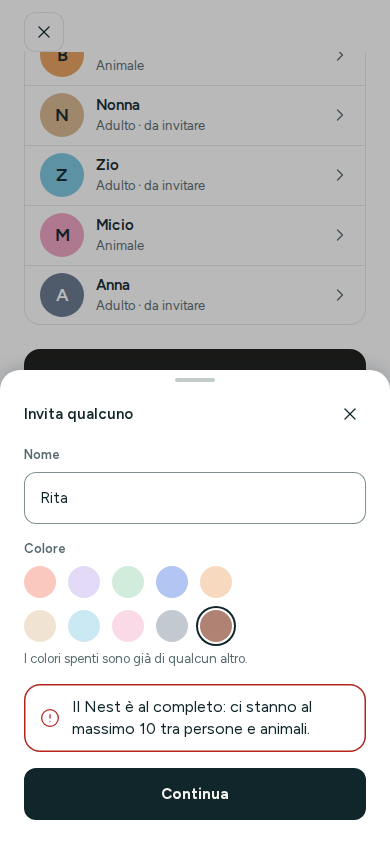 B
Animale
N
Nonna
Adulto · da invitare
Z
Zio
Adulto · da invitare
M
Micio
Animale
A
Anna
Adulto · da invitare
Invita qualcuno
Nome
Rita
Colore
I colori spenti sono già di qualcun altro.
Il Nest è al completo: ci stanno al
massimo 10 tra persone e animali.
Continua